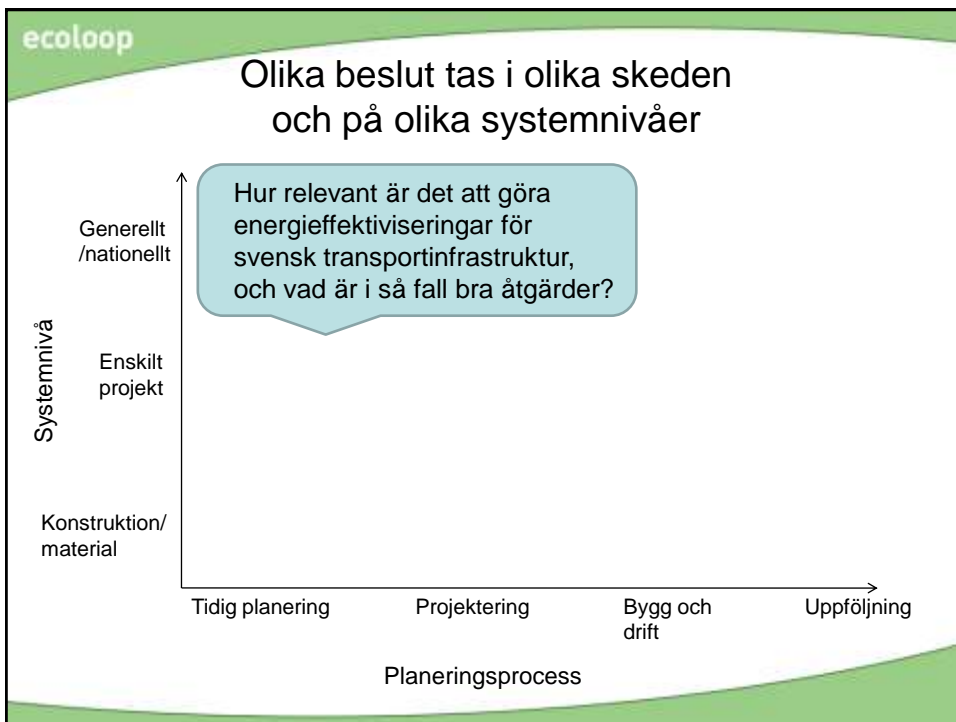 ecoloop
Olika beslut tas i olika skeden
och på olika systemnivåer
Hur relevant är det att göra
energieffektiviseringar för
svensk transportinfrastruktur,
och vad är i så fall bra åtgärder?
Generellt
/nationellt
Systemnivå
Enskilt
projekt
Konstruktion/
material
Tidig planering
Projektering
Bygg och
drift
Uppföljning
Planeringsprocess